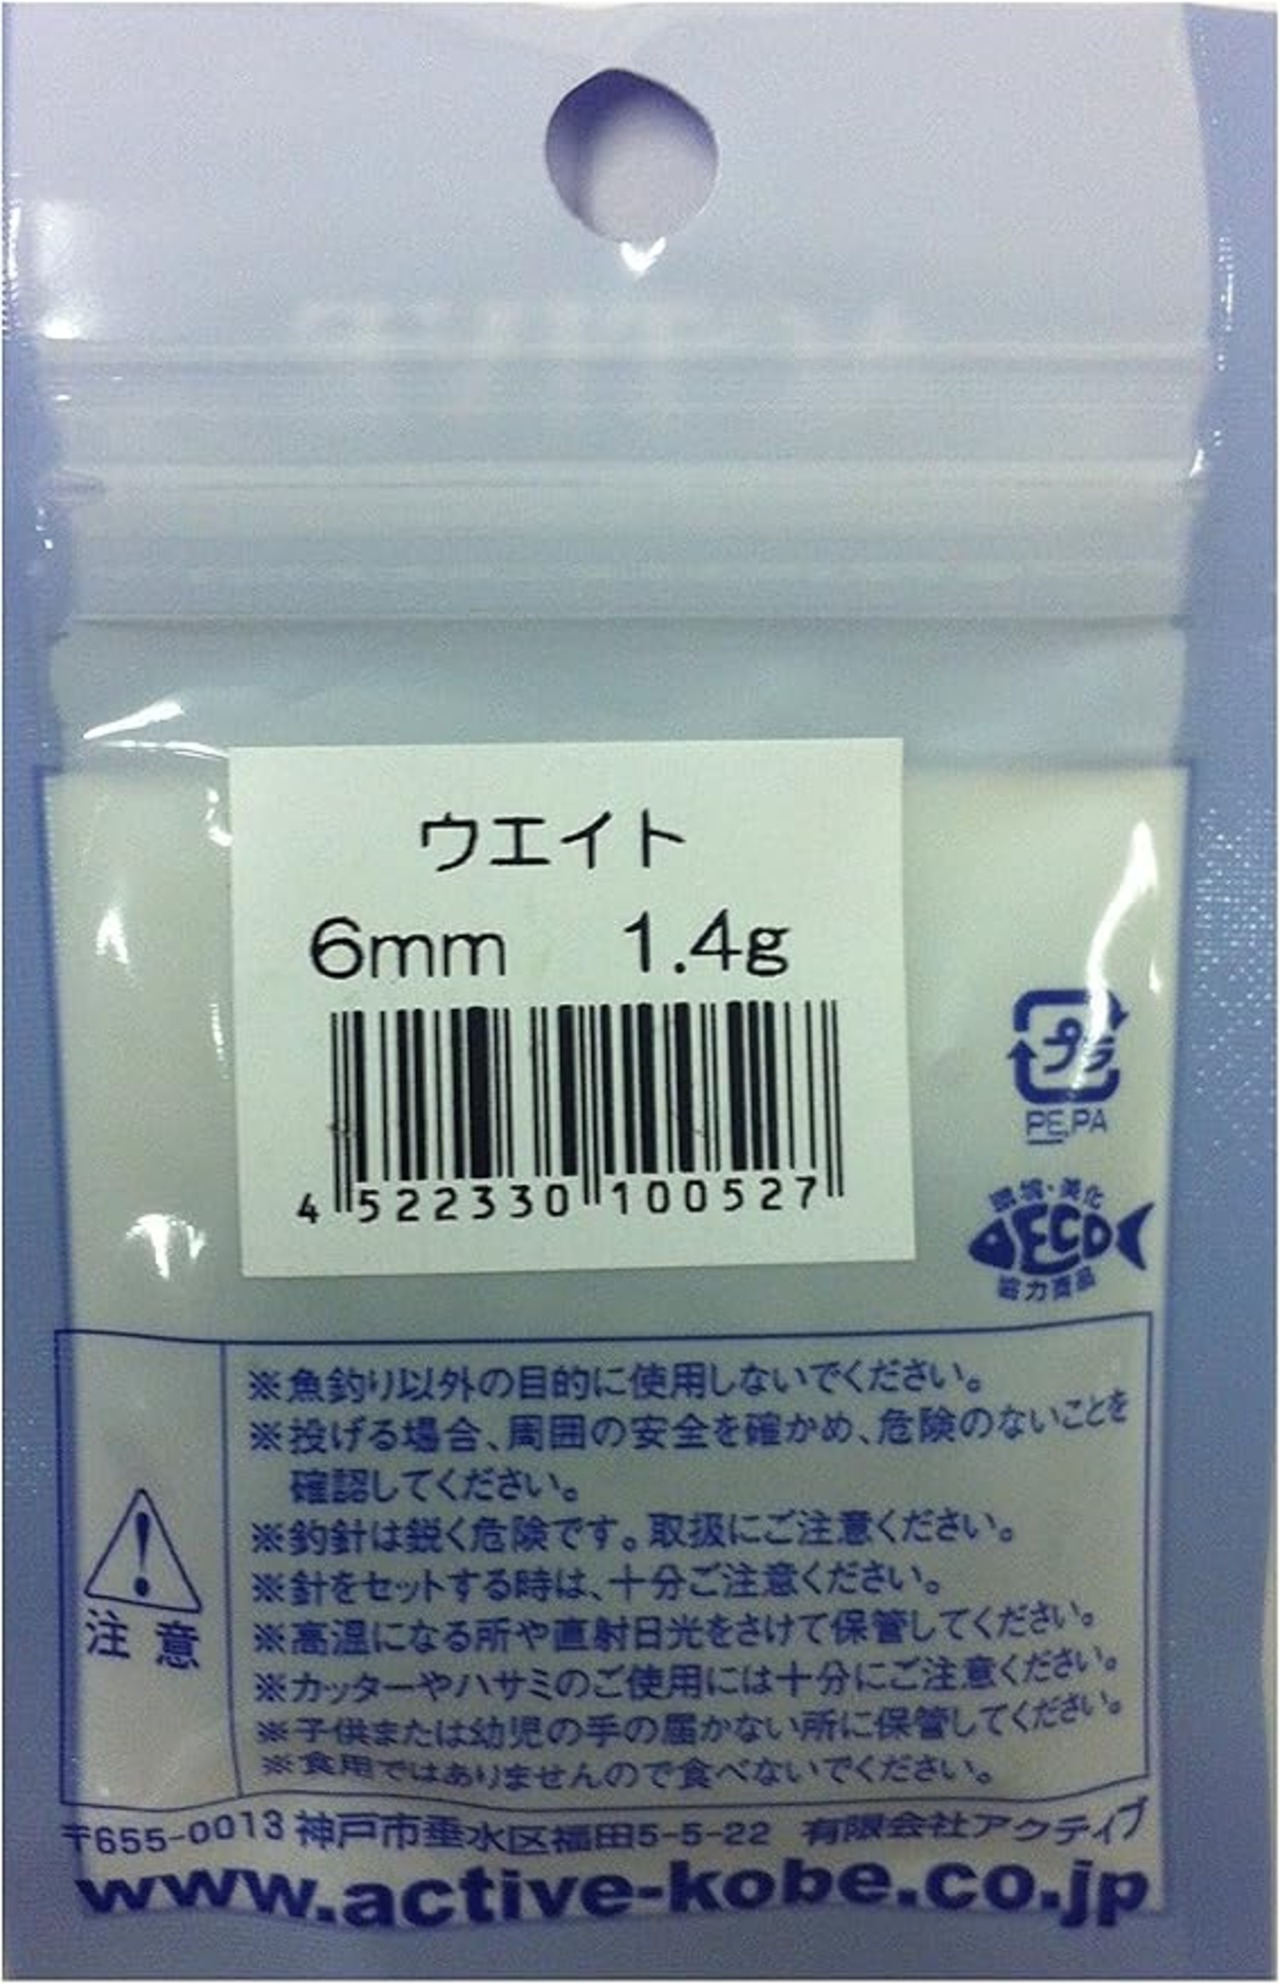 ウエイト
6mm 1.4g
4 522330 100527
プラ
PE,PA
環境・美化
ECO
協力商品
※魚釣り以外の目的に使用しないでください。
※投げる場合、周囲の安全を確かめ、危険のないことを
確認してください。
※釣針は鋭く危険です。取扱にご注意ください。
※針をセットする時は、十分ご注意ください。
※高温になる所や直射日光をさけて保管してください。
※カッターやハサミのご使用には十分にご注意ください。
※子供または幼児の手の届かない所に保管してください。
※食用ではありませんので食べないでください。
注意
〒655-0013 神戸市垂水区福田5-5-22 有限会社アクティブ
www.active-kobe.co.jp